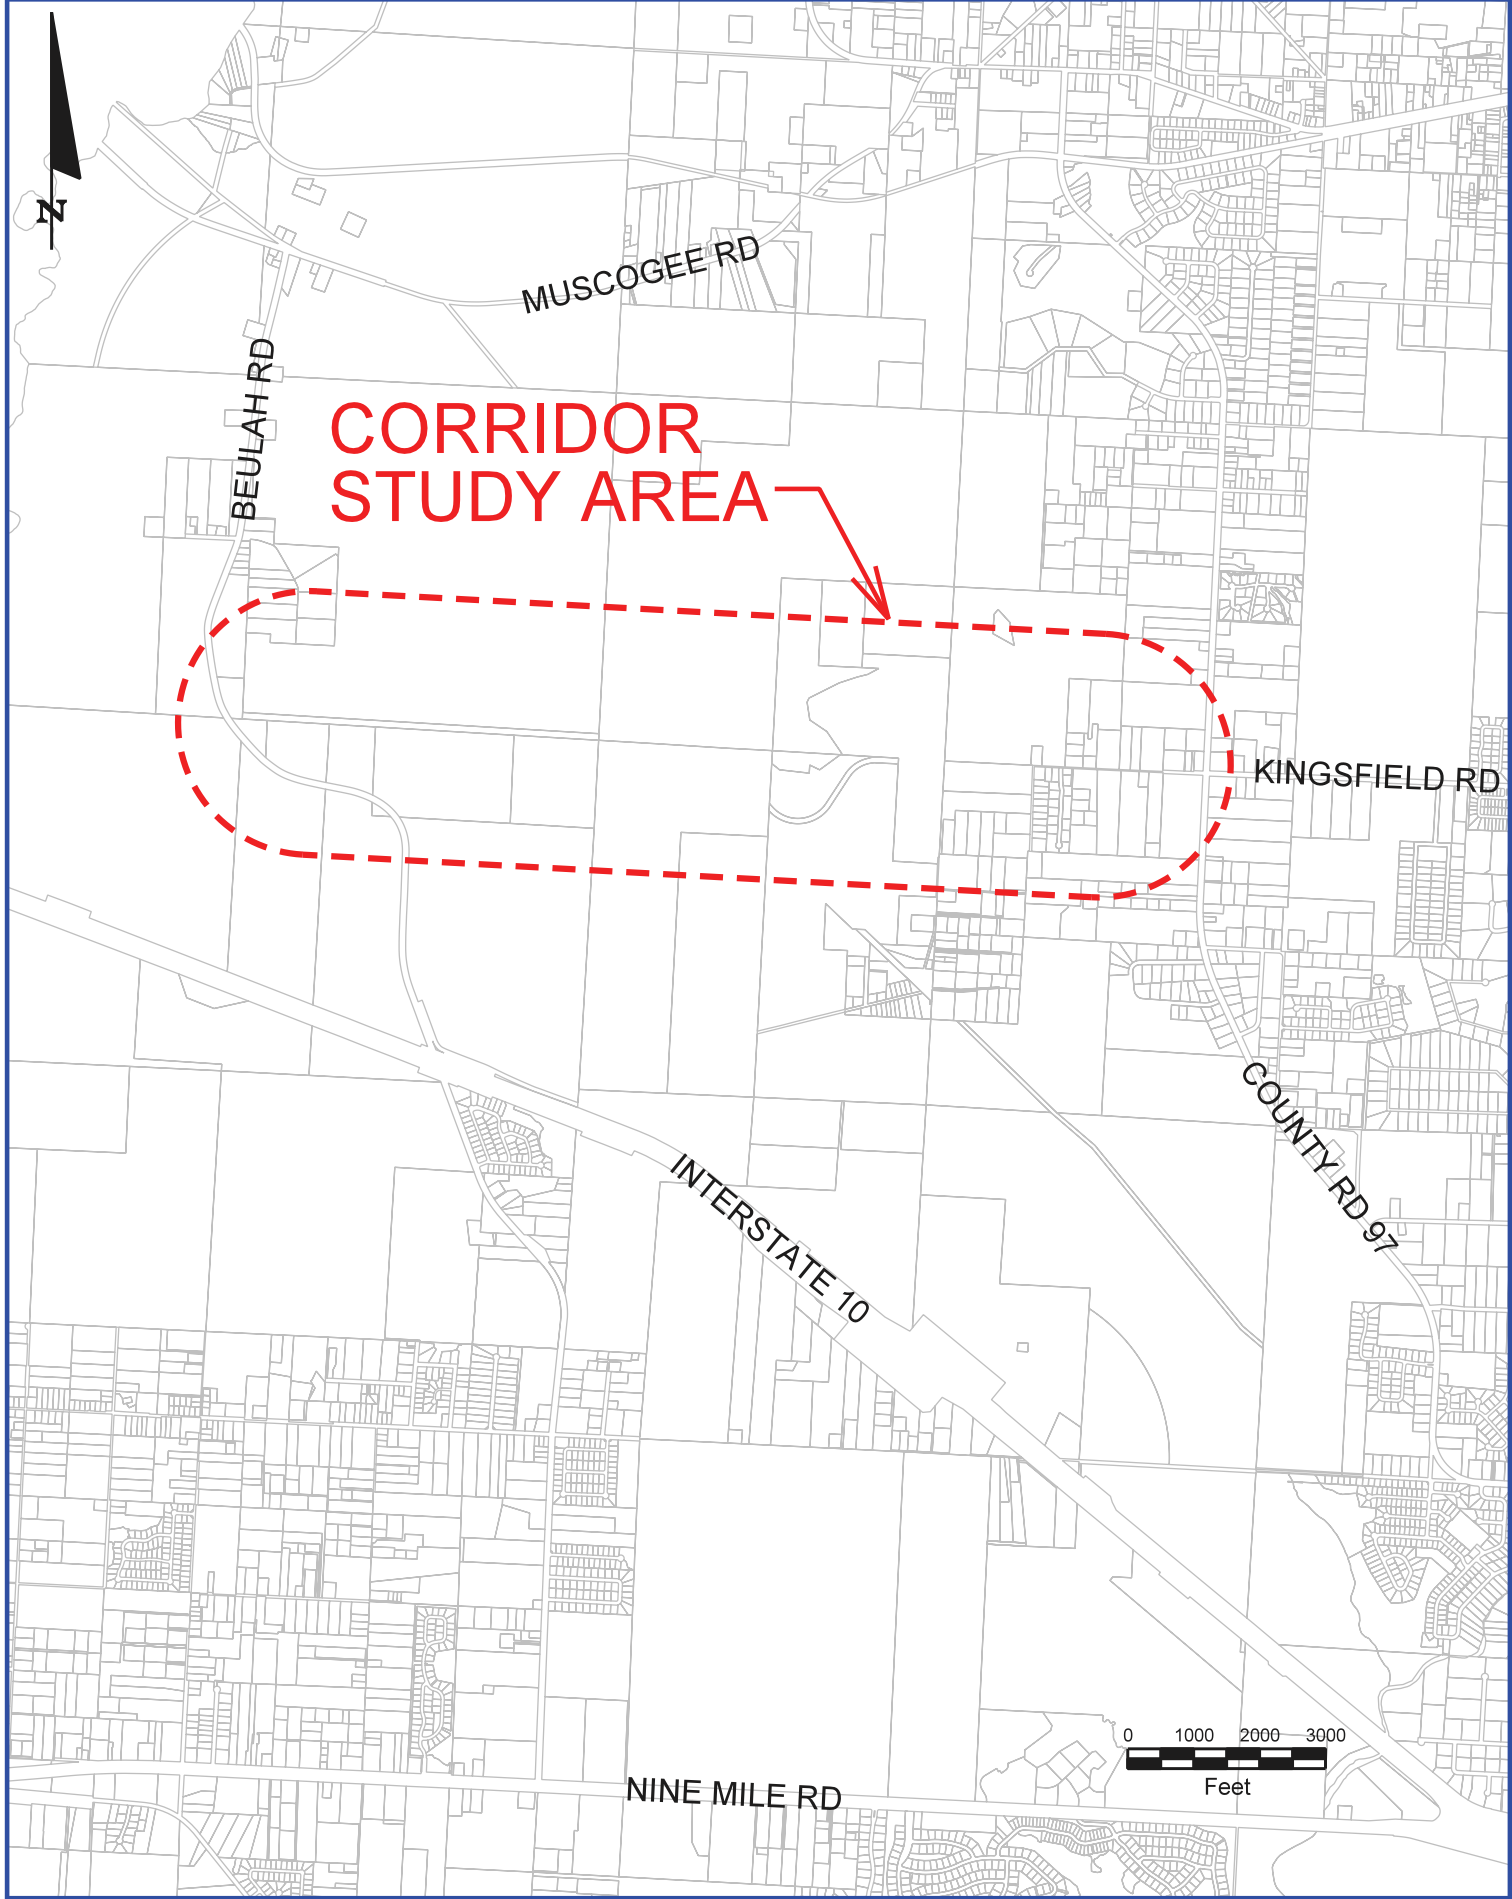 N
MUSCOGEE RD
BEULAH RD
CORRIDOR
STUDY AREA
KINGSFIELD RD
COUNTY RD 97
INTERSTATE 10
0 1000 2000 3000
Feet
NINE MILE RD